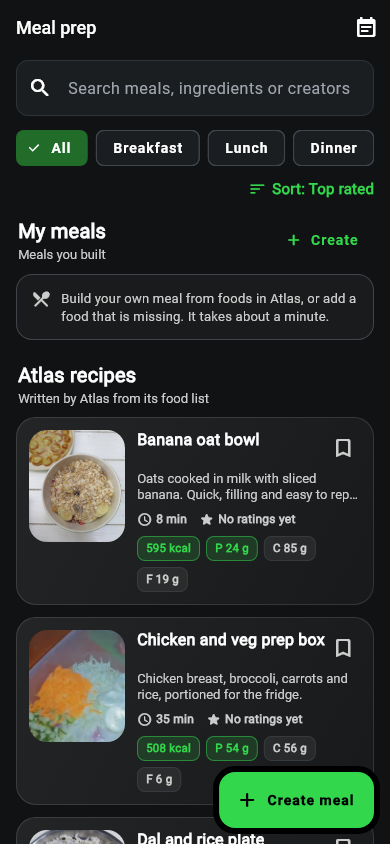 Meal prep
Search meals, ingredients or creators
All
Breakfast
Lunch
Dinner
Sort: Top rated
My meals
Create
Meals you built
Build your own meal from foods in Atlas, or add a
food that is missing. It takes about a minute.
Atlas recipes
Written by Atlas from its food list
Banana oat bowl
Oats cooked in milk with sliced
banana. Quick, filling and easy to rep…
8 min
No ratings yet
595 kcal
P 24 g
C 85 g
F 19 g
Chicken and veg prep box
Chicken breast, broccoli, carrots and
rice, portioned for the fridge.
35 min
No ratings yet
508 kcal
P 54 g
C 56 g
F 6 g
Create meal
Dal and rice plate